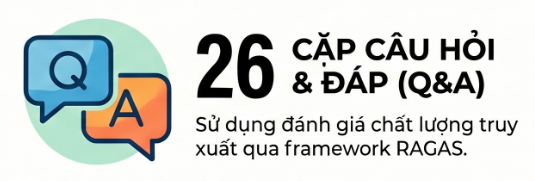 Q
A
26
CẶP CÂU HỎI
& ĐÁP (Q&A)
Sử dụng đánh giá chất lượng truy
xuất qua framework RAGAS.